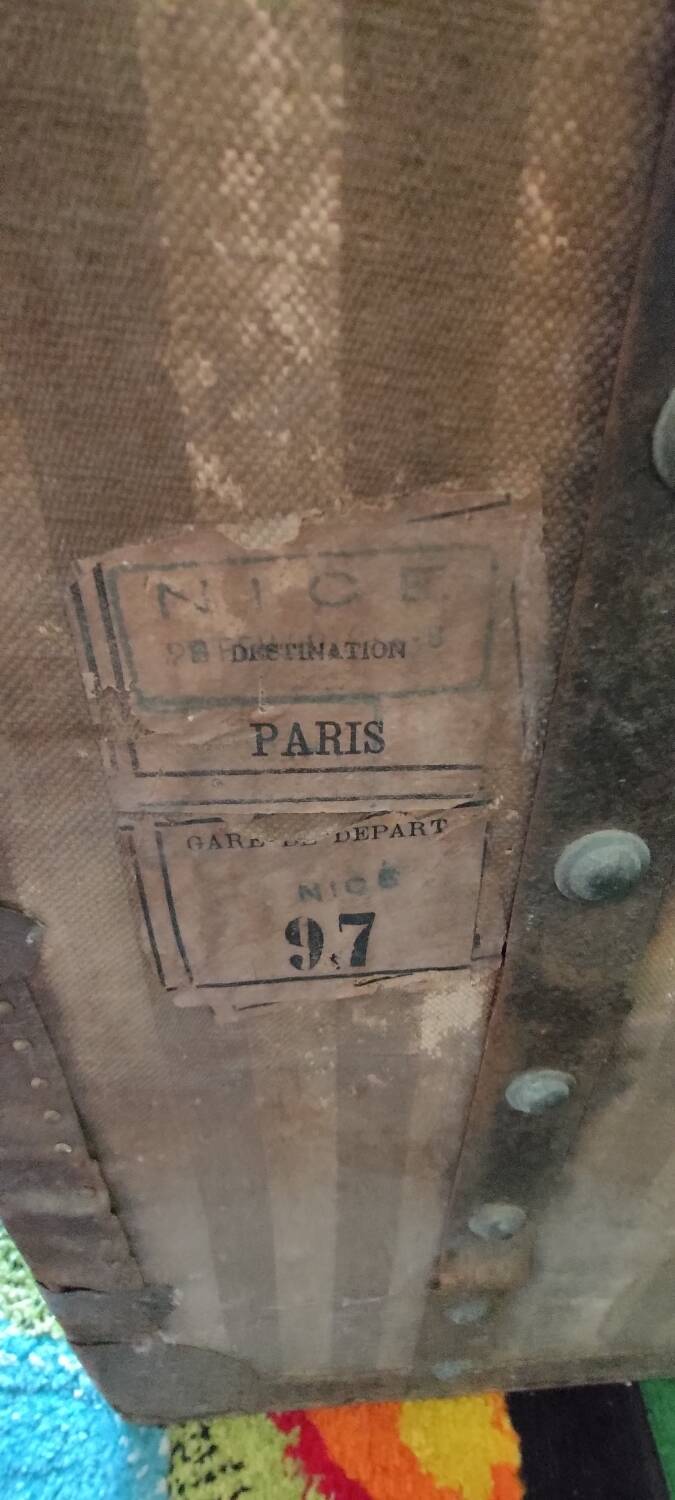 NICE
DESTINATION
PARIS
GARE DE DEPART
NICE
97